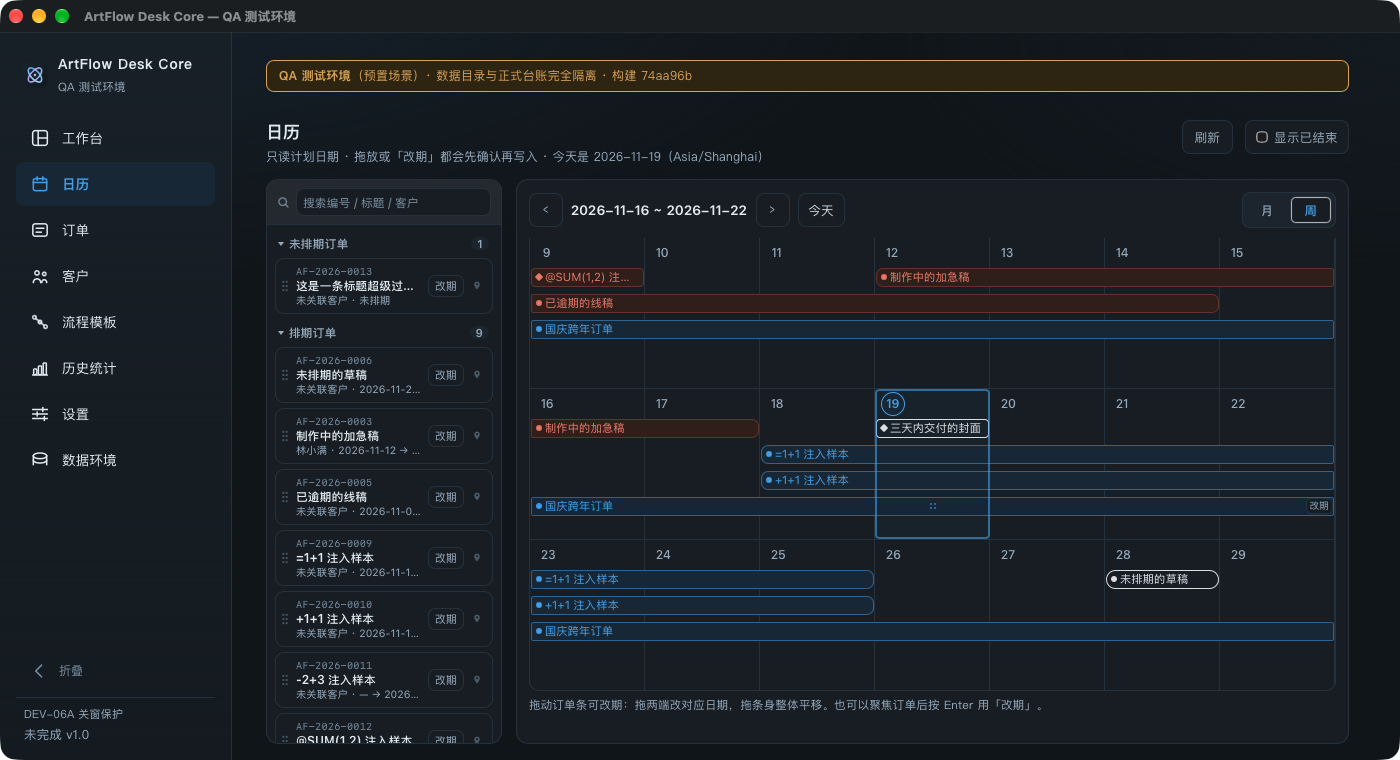 ArtFlow Desk Core — QA 测试环境
ArtFlow Desk Core
QA 测试环境
工作台
日历
订单
客户
流程模板
历史统计
设置
数据环境
折叠
DEV-06A 关窗保护
未完成 v1.0
QA 测试环境（预置场景）· 数据目录与正式台账完全隔离 · 构建 74aa96b
日历
只读计划日期 · 拖放或「改期」都会先确认再写入 · 今天是 2026-11-19（Asia/Shanghai）
刷新
显示已结束
搜索编号 / 标题 / 客户
未排期订单 1
AF-2026-0013
这是一条标题超级过...
未关联客户 · 未排期
改期
排期订单 9
AF-2026-0006
未排期的草稿
未关联客户 · 2026-11-2...
改期
AF-2026-0003
制作中的加急稿
林小满 · 2026-11-12 → ...
改期
AF-2026-0005
已逾期的线稿
未关联客户 · 2026-11-0...
改期
AF-2026-0009
=1+1 注入样本
未关联客户 · 2026-11-1...
改期
AF-2026-0010
+1+1 注入样本
未关联客户 · 2026-11-1...
改期
AF-2026-0011
-2+3 注入样本
未关联客户 · — → 2026...
改期
AF-2026-0012
@SUM(1,2) 注入样本
改期
2026-11-16 ~ 2026-11-22
今天
月
周
9 10 11 12 13 14 15
@SUM(1,2) 注...
制作中的加急稿
已逾期的线稿
国庆跨年订单
16 17 18 19 20 21 22
制作中的加急稿
三天内交付的封面
=1+1 注入样本
+1+1 注入样本
国庆跨年订单
改期
23 24 25 26 27 28 29
=1+1 注入样本
未排期的草稿
+1+1 注入样本
国庆跨年订单
拖动订单条可改期：拖两端改对应日期，拖条身整体平移。也可以聚焦订单后按 Enter 用「改期」。